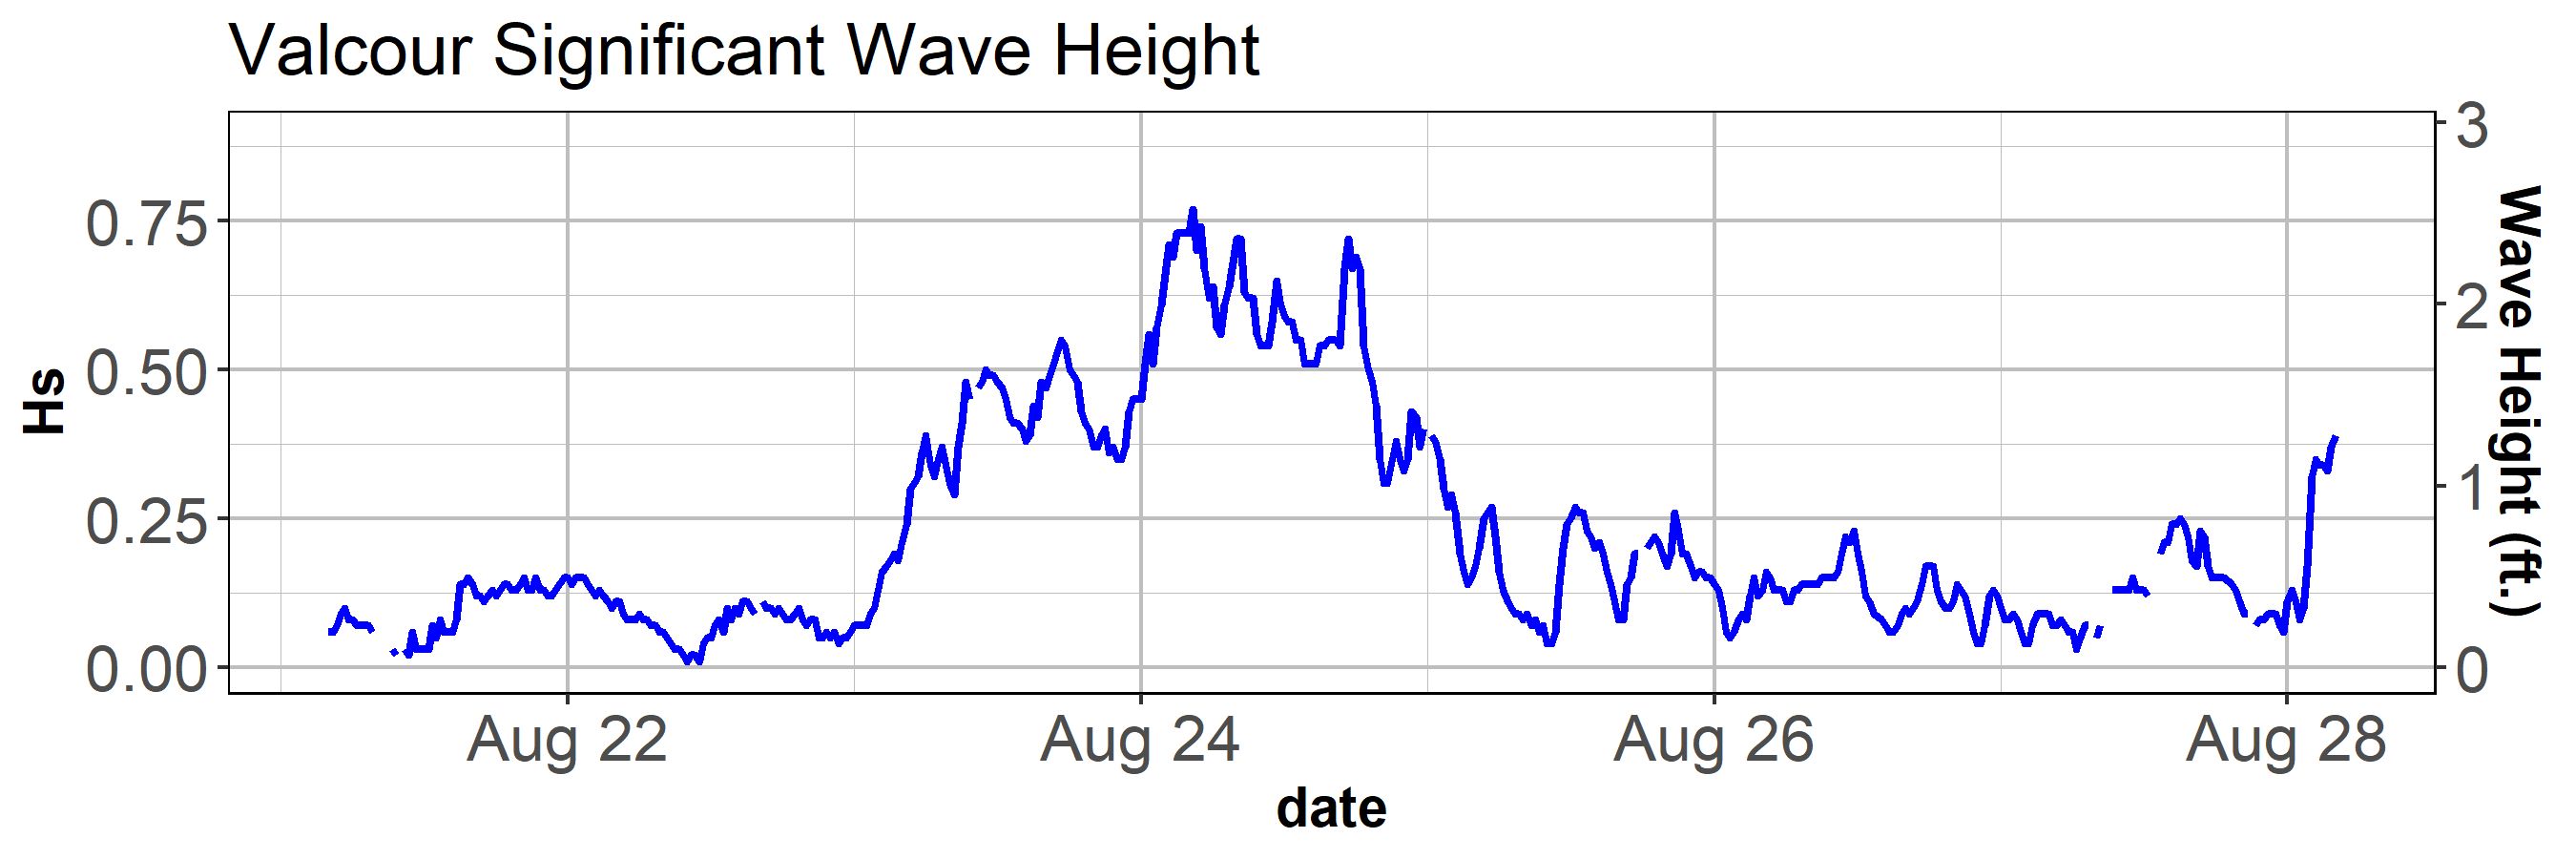 Valcour Significant Wave Height
Hs
0.75
0.50
0.25
0.00
3
2
1
0
Wave Height (ft.)
Aug 22
Aug 24
Aug 26
Aug 28
date